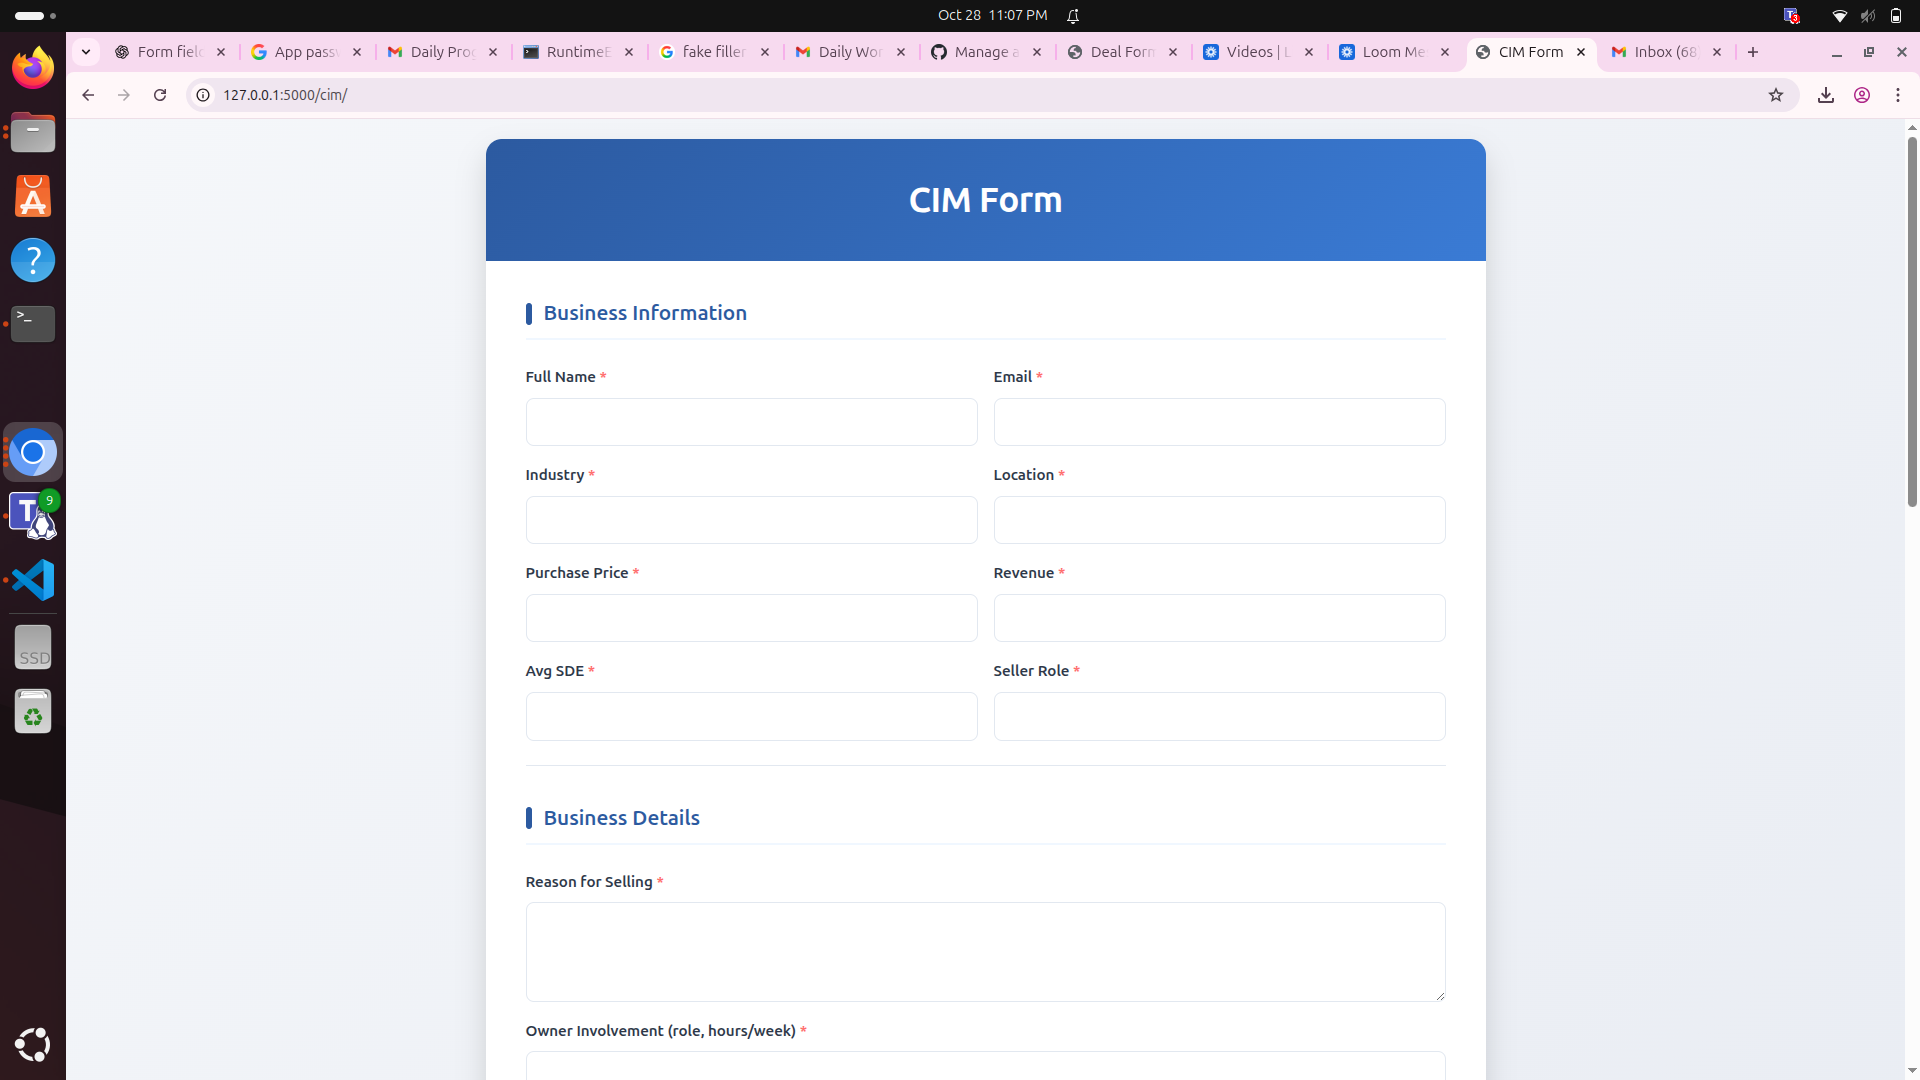 Oct 28 11:07 PM
Form fiel
App pass
Daily Prog
RuntimeE
fake filler
Daily Wor
Manage a
Deal Form
Videos | L
Loom Me
CIM Form
Inbox (68
127.0.0.1:5000/cim/
CIM Form
Business Information
Full Name *
Email *
Industry *
Location *
Purchase Price *
Revenue *
Avg SDE *
Seller Role *
Business Details
Reason for Selling *
Owner Involvement (role, hours/week) *
9
SSD